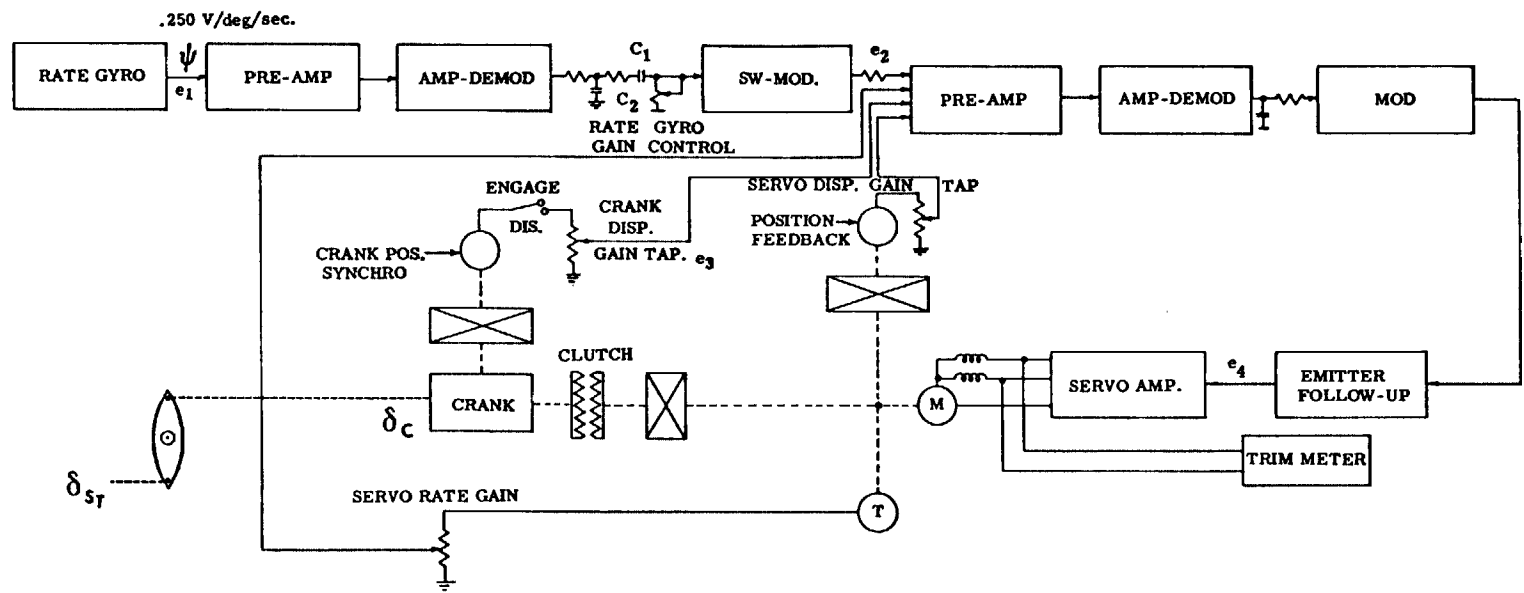 .250 V/deg/sec.
RATE GYRO
ψ
e1
PRE-AMP
AMP-DEMOD
C1
C2
RATE GYRO
GAIN CONTROL
SW-MOD.
e2
PRE-AMP
AMP-DEMOD
MOD
ENGAGE
DIS.
CRANK
DISP.
GAIN TAP. e3
CRANK POS.
SYNCHRO
SERVO DISP. GAIN TAP
POSITION
FEEDBACK
CLUTCH
CRANK
δC
M
SERVO AMP.
e4
EMITTER
FOLLOW-UP
TRIM METER
δST
SERVO RATE GAIN
T